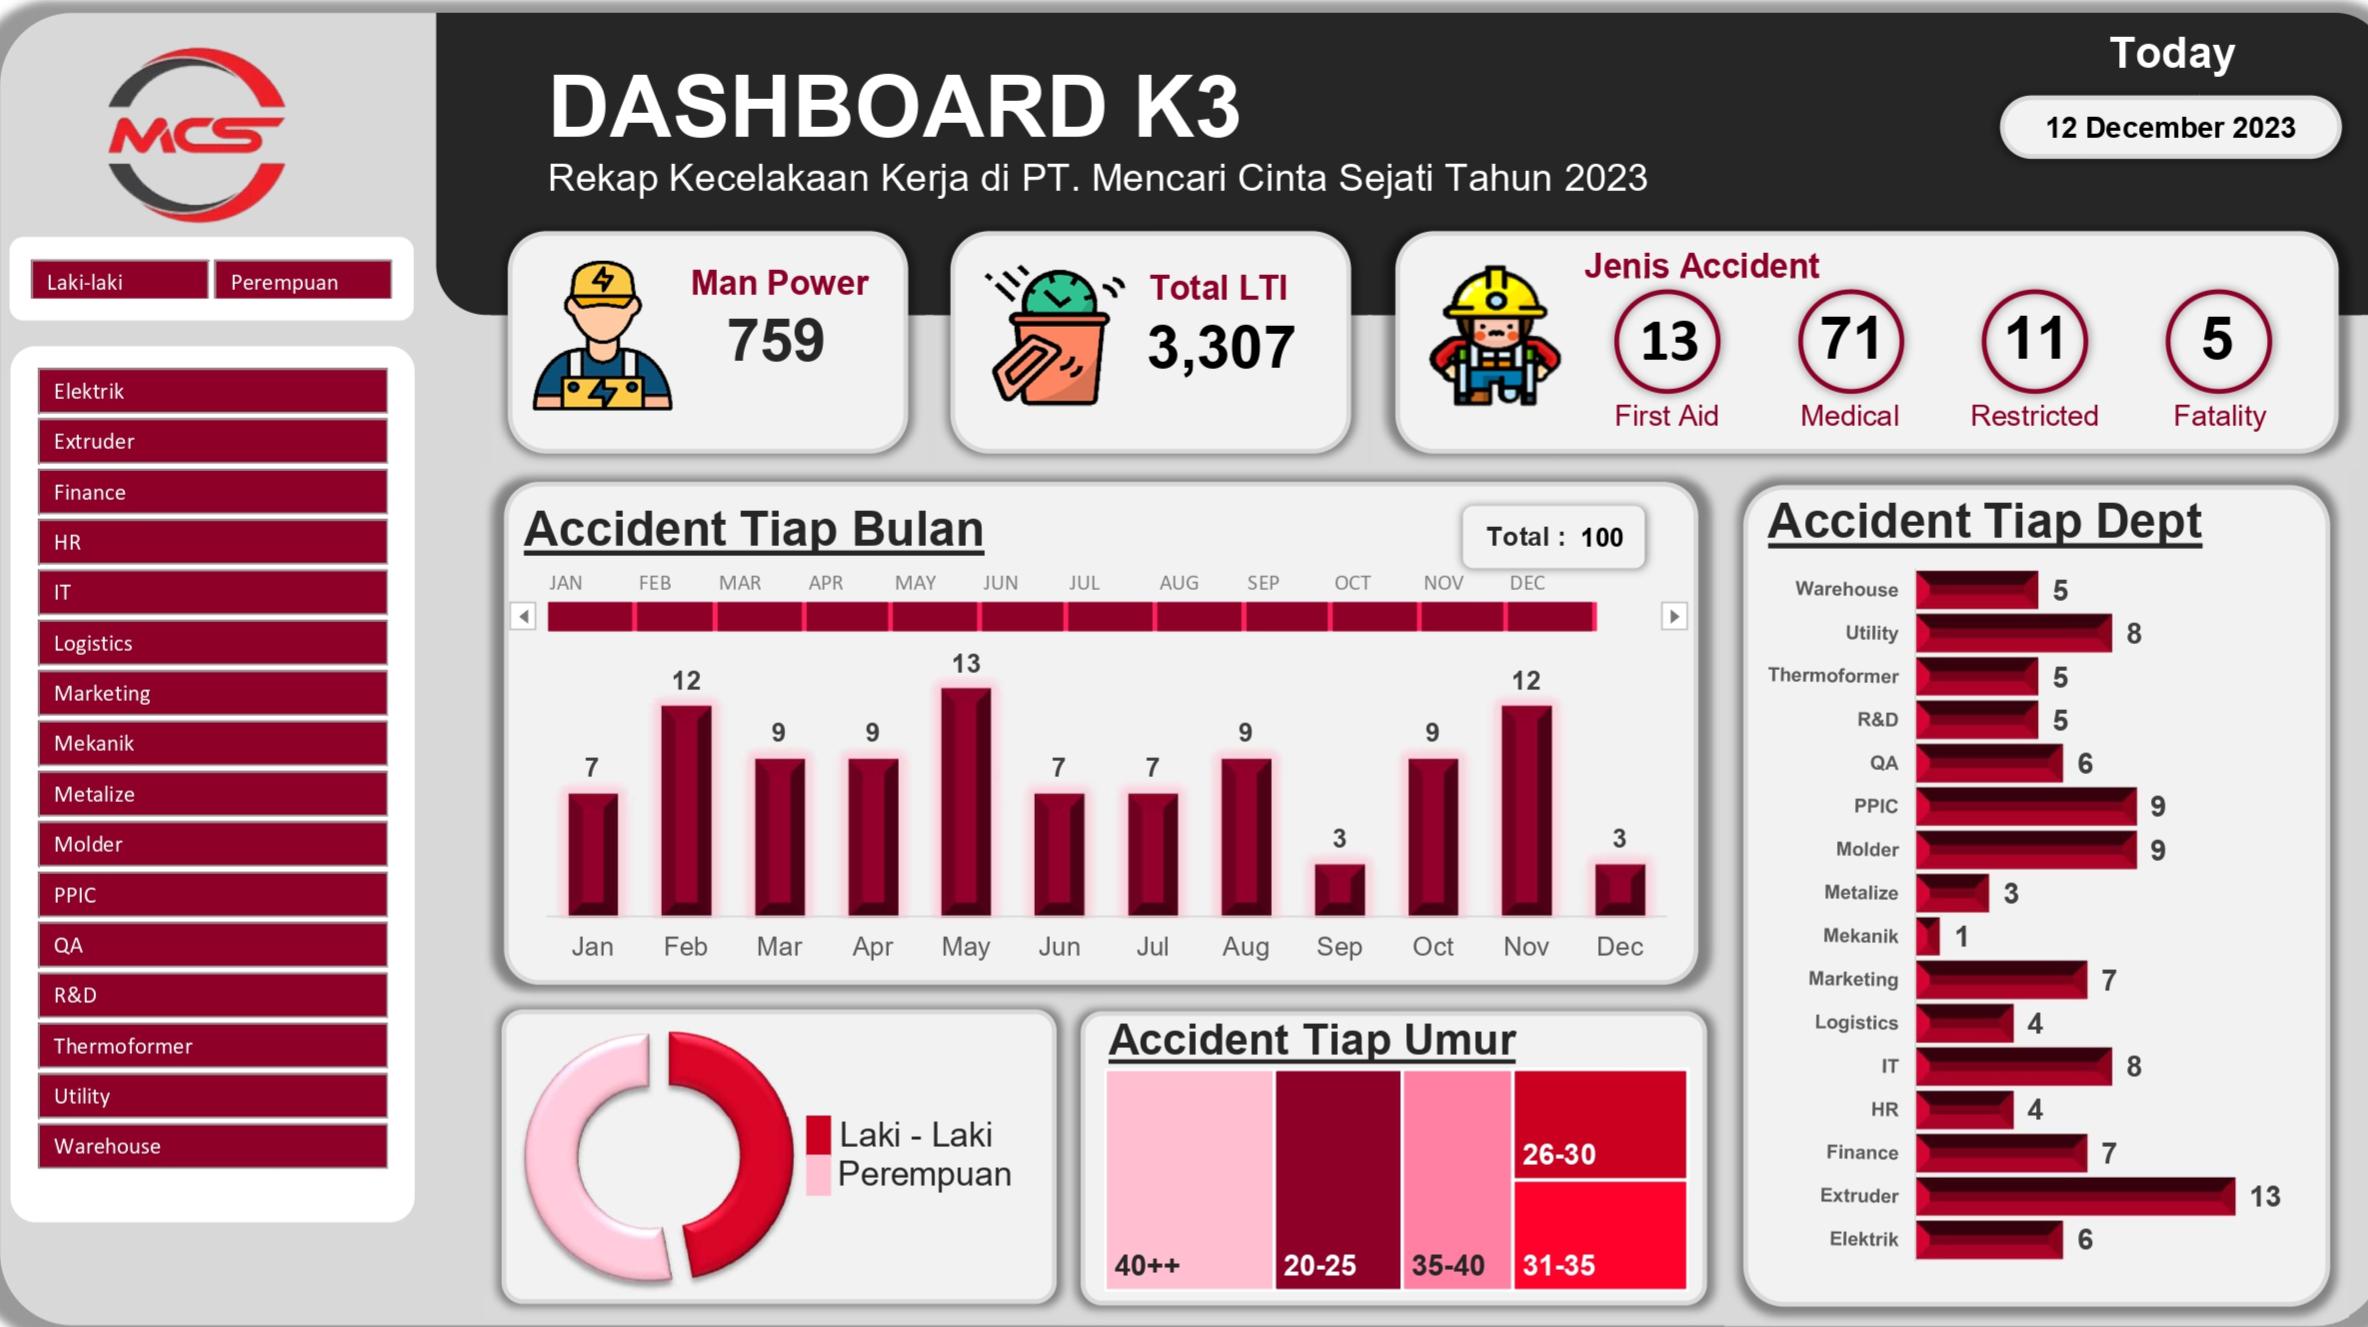 MCS
DASHBOARD K3
Rekap Kecelakaan Kerja di PT. Mencari Cinta Sejati Tahun 2023
Today
12 December 2023
Laki-laki
Perempuan
Elektrik
Extruder
Finance
HR
IT
Logistics
Marketing
Mekanik
Metalize
Molder
PPIC
QA
R&D
Thermoformer
Utility
Warehouse
Man Power
759
Total LTI
3,307
Jenis Accident
13 71 11 5
First Aid Medical Restricted Fatality
Accident Tiap Bulan
Total : 100
JAN FEB MAR APR MAY JUN JUL AUG SEP OCT NOV DEC
7 12 9 9 13 7 7 9 3 9 12 3
Jan Feb Mar Apr May Jun Jul Aug Sep Oct Nov Dec
Laki - Laki
Perempuan
Accident Tiap Umur
40++
20-25
35-40
26-30
31-35
Accident Tiap Dept
Warehouse 5
Utility 8
Thermoformer 5
R&D 5
QA 6
PPIC 9
Molder 9
Metalize 3
Mekanik 1
Marketing 7
Logistics 4
IT 8
HR 4
Finance 7
Extruder 13
Elektrik 6